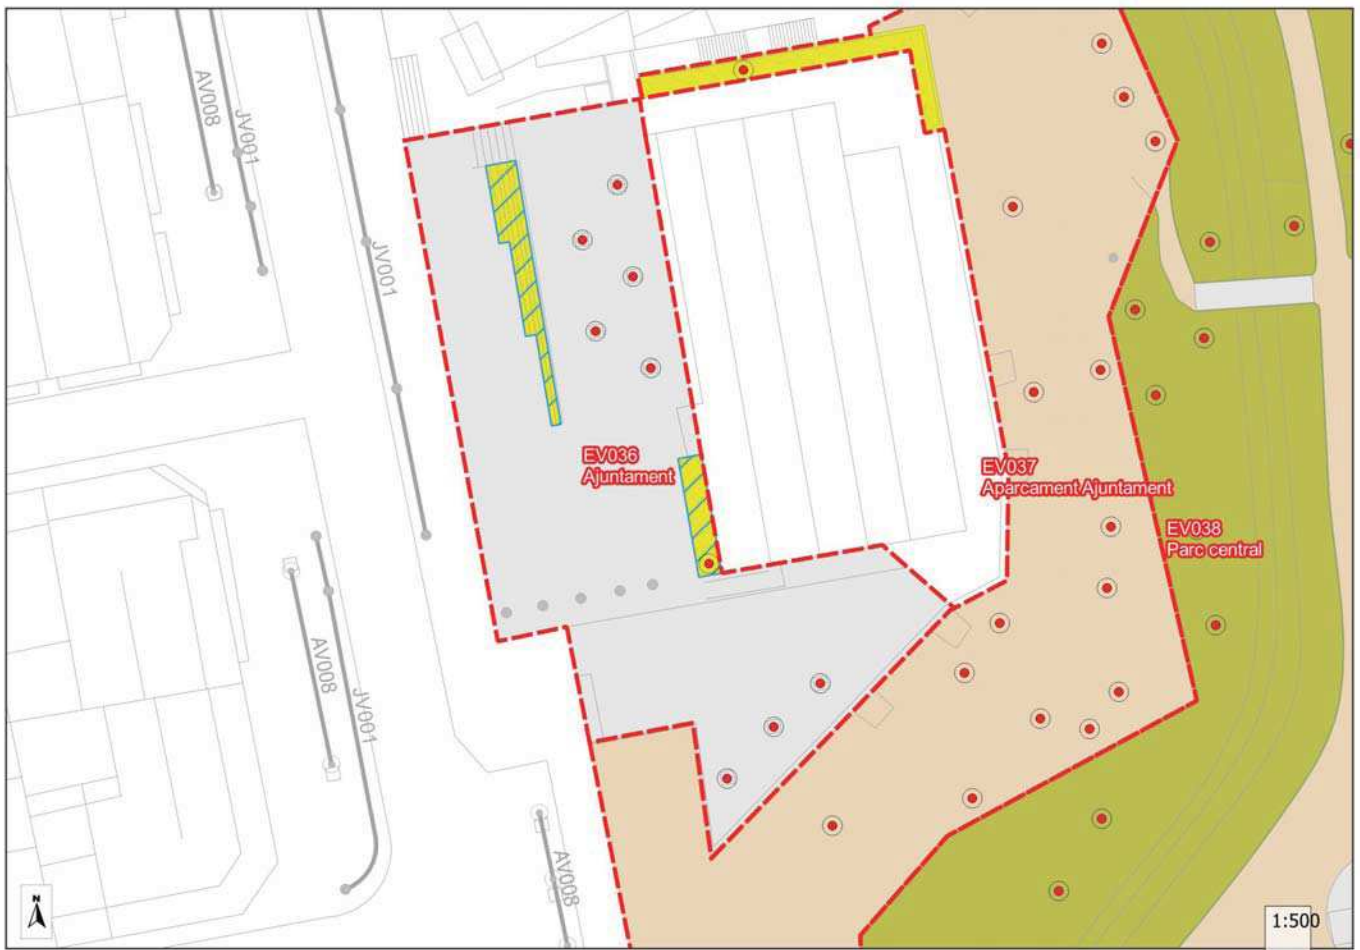 AV008
JV001
JV001
EV036
Ajuntament
EV037
Aparcament Ajuntament
EV038
Parc central
AV008
JV001
AV008
N
1:500